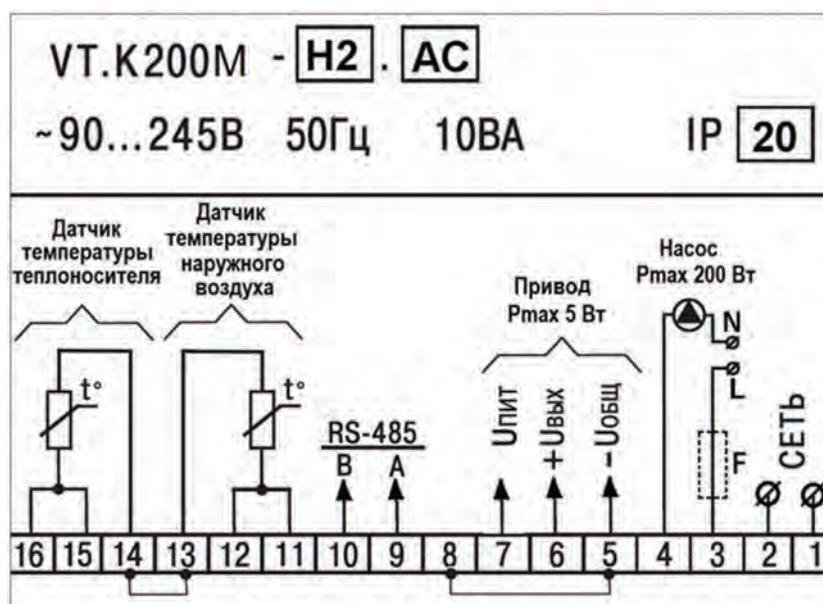 VT.K200M - H2 . AC
~90...245В 50Гц 10ВА IP 20
Датчик
температуры
теплоносителя
Датчик
температуры
наружного
воздуха
Привод
Pmax 5 Вт
Насос
Pmax 200 Вт
t°
t°
RS-485
B A
Uпит
+Uвых
-Uобщ
N
L
F
СЕТЬ
16 15 14 13 12 11 10 9 8 7 6 5 4 3 2 1